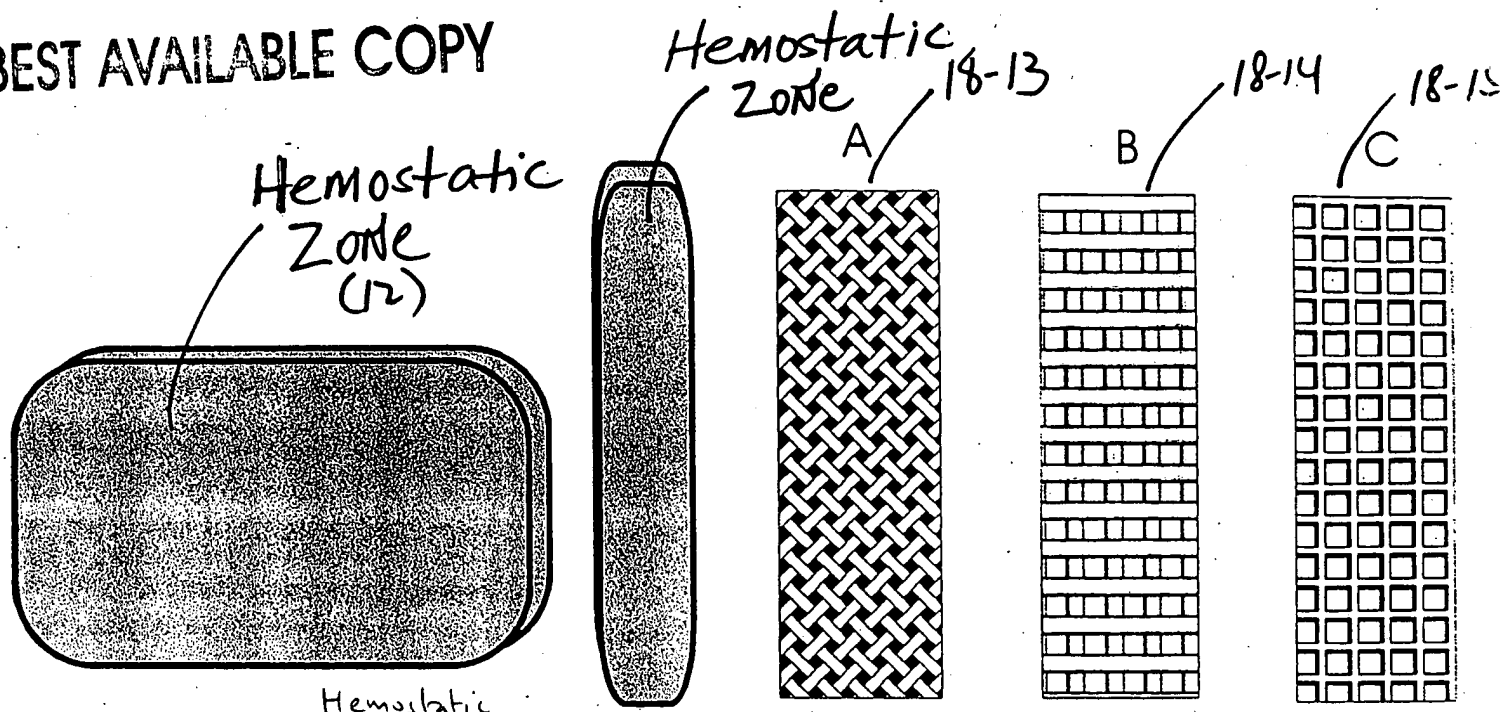 BEST AVAILABLE COPY
Hemostatic
Zone
(12)
Hemostatic
Zone
18-13
A
18-14
B
C
Hemostatic